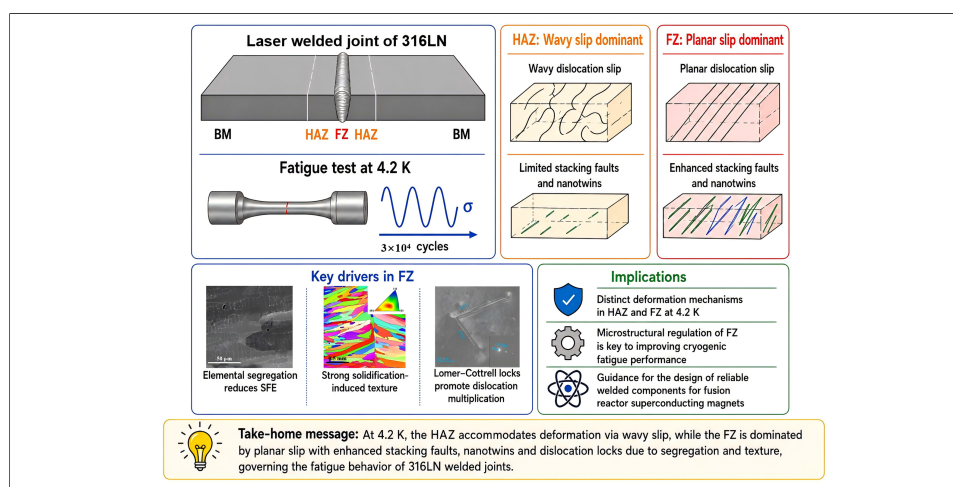 Laser welded joint of 316LN
BM
HAZ
FZ
HAZ
BM
Fatigue test at 4.2 K
σ
3×10⁴ cycles
HAZ: Wavy slip dominant
Wavy dislocation slip
Limited stacking faults
and nanotwins
FZ: Planar slip dominant
Planar dislocation slip
Enhanced stacking faults
and nanotwins
Key drivers in FZ
50 μm
Elemental segregation
reduces SFE
Strong solidification-
induced texture
Lomer–Cottrell locks
promote dislocation
multiplication
Implications
Distinct deformation mechanisms
in HAZ and FZ at 4.2 K
Microstructural regulation of FZ
is key to improving cryogenic
fatigue performance
Guidance for the design of reliable
welded components for fusion
reactor superconducting magnets
Take-home message: At 4.2 K, the HAZ accommodates deformation via wavy slip, while the FZ is dominated
by planar slip with enhanced stacking faults, nanotwins and dislocation locks due to segregation and texture,
governing the fatigue behavior of 316LN welded joints.